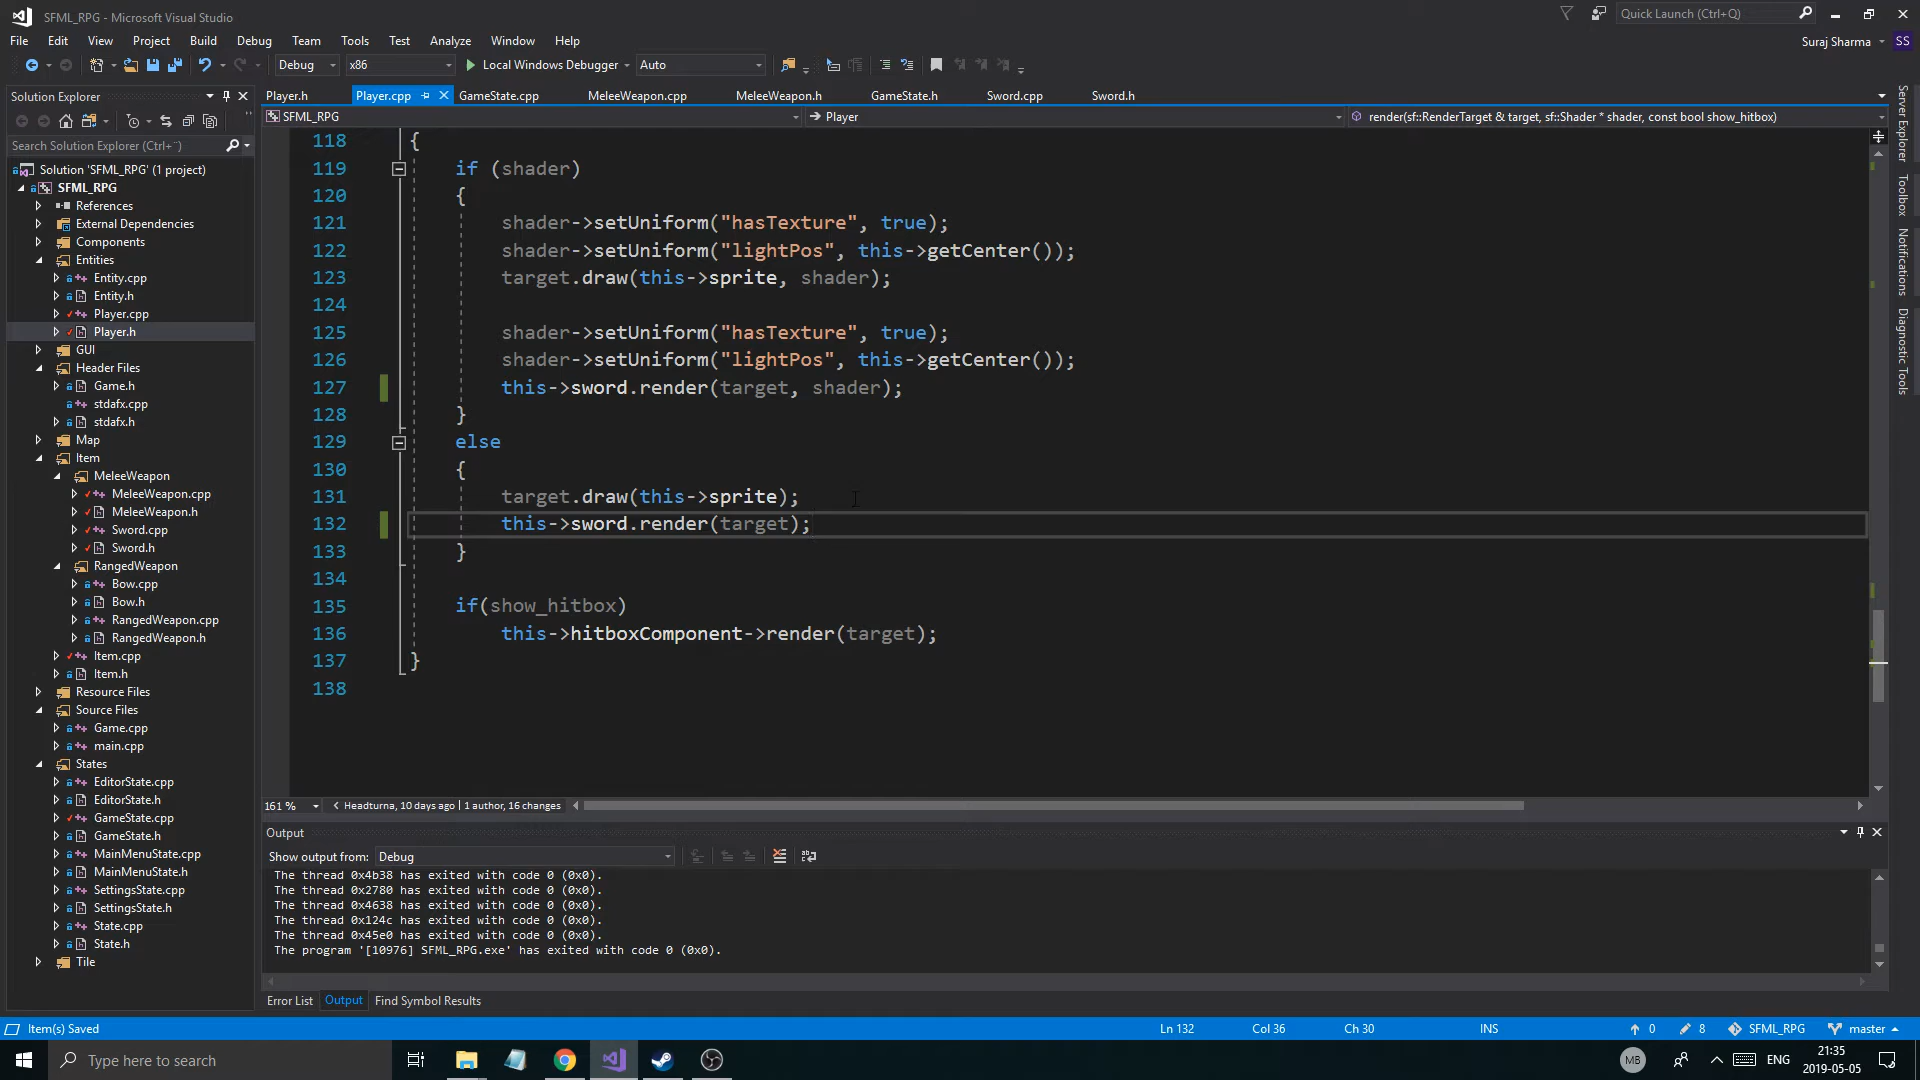 SFML_RPG - Microsoft Visual Studio
Quick Launch (Ctrl+Q)
File Edit View Project Build Debug Team Tools Test Analyze Window Help
Suraj Sharma SS
Debug x86 Local Windows Debugger Auto
Solution Explorer
Player.h Player.cpp GameState.cpp MeleeWeapon.cpp MeleeWeapon.h GameState.h Sword.cpp Sword.h
SFML_RPG Player render(sf::RenderTarget & target, sf::Shader * shader, const bool show_hitbox)
Search Solution Explorer (Ctrl+¨)
Solution 'SFML_RPG' (1 project)
SFML_RPG
References
External Dependencies
Components
Entities
Entity.cpp
Entity.h
Player.cpp
Player.h
GUI
Header Files
Game.h
stdafx.cpp
stdafx.h
Map
Item
MeleeWeapon
MeleeWeapon.cpp
MeleeWeapon.h
Sword.cpp
Sword.h
RangedWeapon
Bow.cpp
Bow.h
RangedWeapon.cpp
RangedWeapon.h
Item.cpp
Item.h
Resource Files
Source Files
Game.cpp
main.cpp
States
EditorState.cpp
EditorState.h
GameState.cpp
GameState.h
MainMenuState.cpp
MainMenuState.h
SettingsState.cpp
SettingsState.h
State.cpp
State.h
Tile
118 {
119 if (shader)
120 {
121 shader->setUniform("hasTexture", true);
122 shader->setUniform("lightPos", this->getCenter());
123 target.draw(this->sprite, shader);
124
125 shader->setUniform("hasTexture", true);
126 shader->setUniform("lightPos", this->getCenter());
127 this->sword.render(target, shader);
128 }
129 else
130 {
131 target.draw(this->sprite);
132 this->sword.render(target);
133 }
134
135 if(show_hitbox)
136 this->hitboxComponent->render(target);
137 }
138
161 % Headturna, 10 days ago | 1 author, 16 changes
Output
Show output from: Debug
The thread 0x4b38 has exited with code 0 (0x0).
The thread 0x2780 has exited with code 0 (0x0).
The thread 0x4638 has exited with code 0 (0x0).
The thread 0x124c has exited with code 0 (0x0).
The thread 0x45e0 has exited with code 0 (0x0).
The program '[10976] SFML_RPG.exe' has exited with code 0 (0x0).
Error List Output Find Symbol Results
Server Explorer
Toolbox
Notifications
Diagnostic Tools
Item(s) Saved Ln 132 Col 36 Ch 30 INS 0 8 SFML_RPG master
Type here to search
MB ENG 21:35
2019-05-05